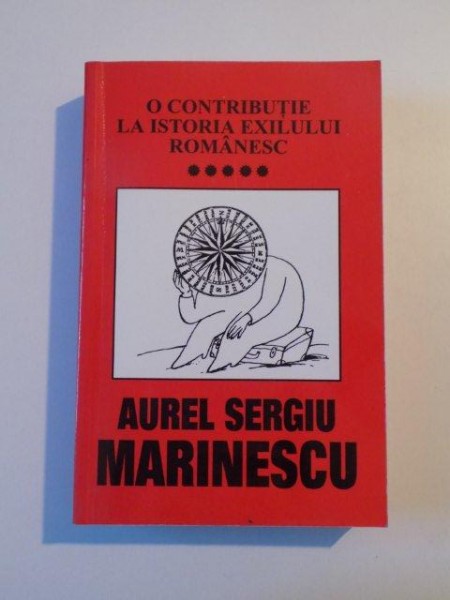 O CONTRIBUȚIE
LA ISTORIA EXILULUI
ROMÂNESC
AUREL SERGIU
MARINESCU